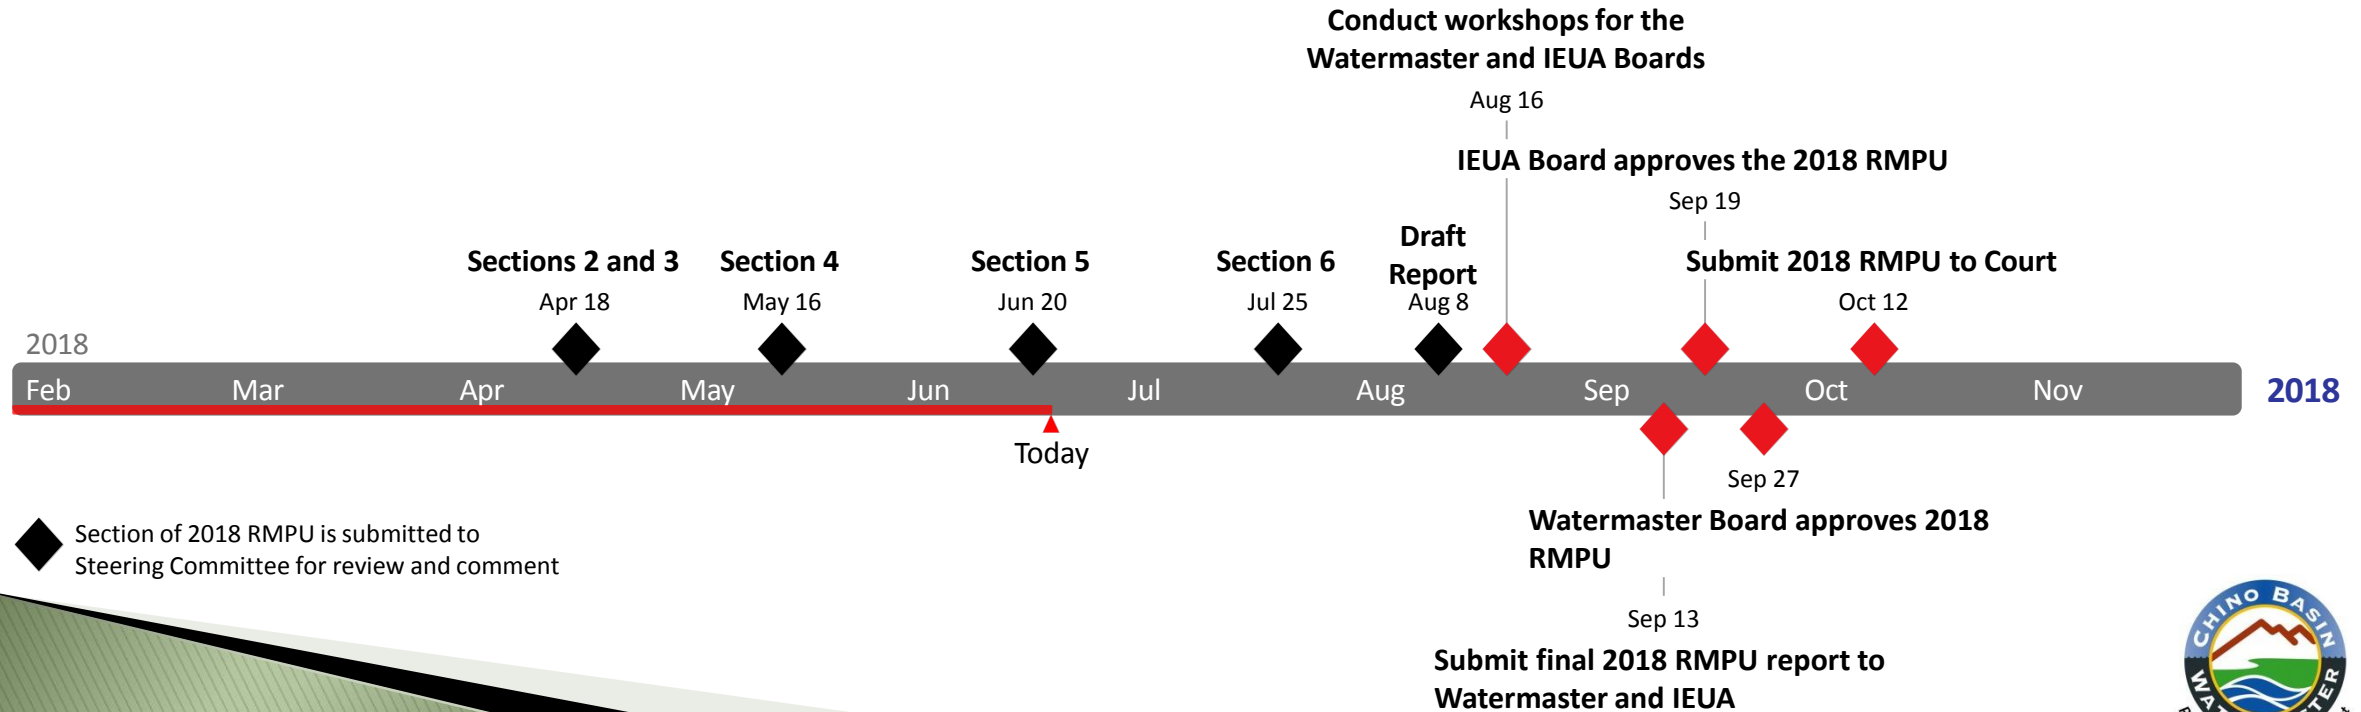 Conduct workshops for the
Watermaster and IEUA Boards
Aug 16
IEUA Board approves the 2018 RMPU
Sep 19
Sections 2 and 3
Apr 18
Section 4
May 16
Section 5
Jun 20
Section 6
Jul 25
Draft
Report
Aug 8
Submit 2018 RMPU to Court
Oct 12
2018
Feb Mar Apr May Jun Jul Aug Sep Oct Nov
2018
Today
Sep 27
Watermaster Board approves 2018
RMPU
Sep 13
Submit final 2018 RMPU report to
Watermaster and IEUA
Section of 2018 RMPU is submitted to
Steering Committee for review and comment
CHINO BASIN